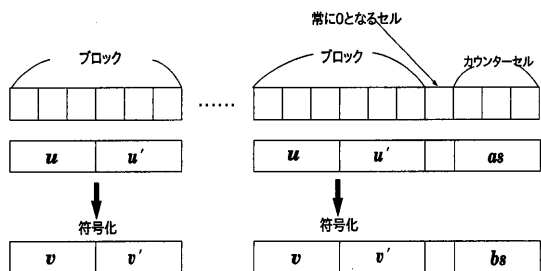 常に0となるセル
ブロック
ブロック
カウンターセル
……
u u′ u u′ as
符号化 符号化
v v′ v v′ bs